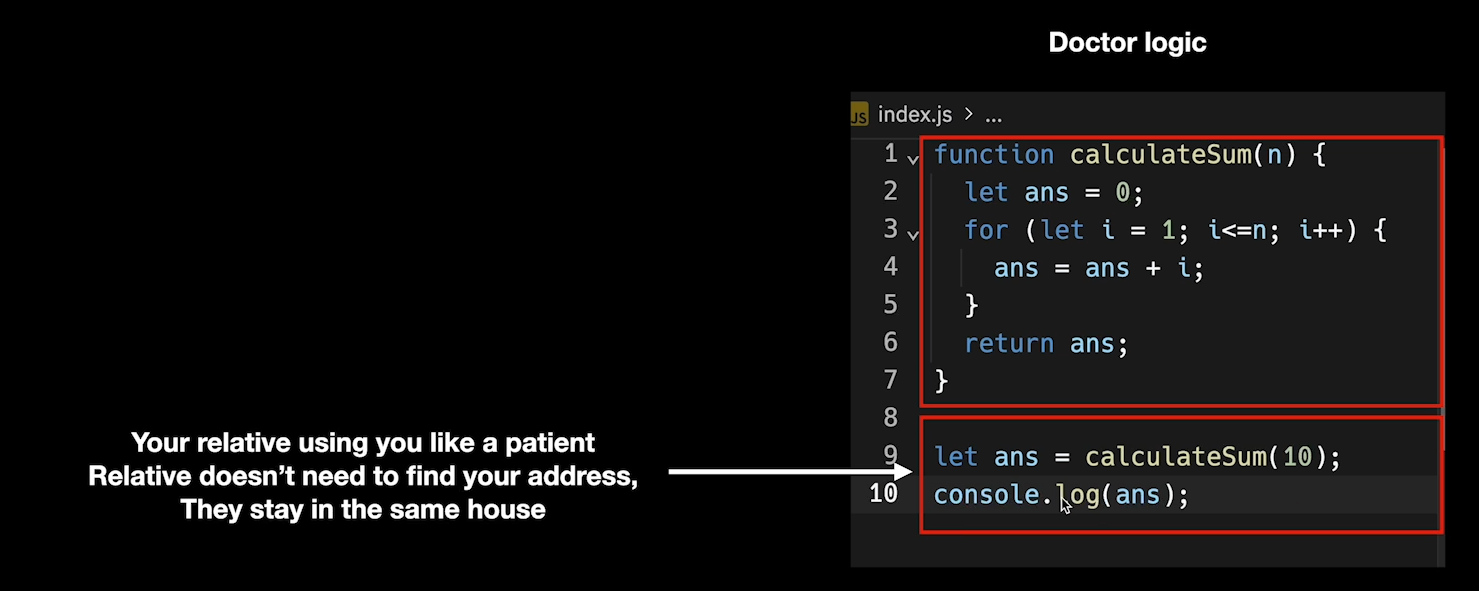 Doctor logic
JS index.js > ...
1 function calculateSum(n) {
2 let ans = 0;
3 for (let i = 1; i<=n; i++) {
4 ans = ans + i;
5 }
6 return ans;
7 }
8
9 let ans = calculateSum(10);
10 console.log(ans);
Your relative using you like a patient
Relative doesn’t need to find your address,
They stay in the same house